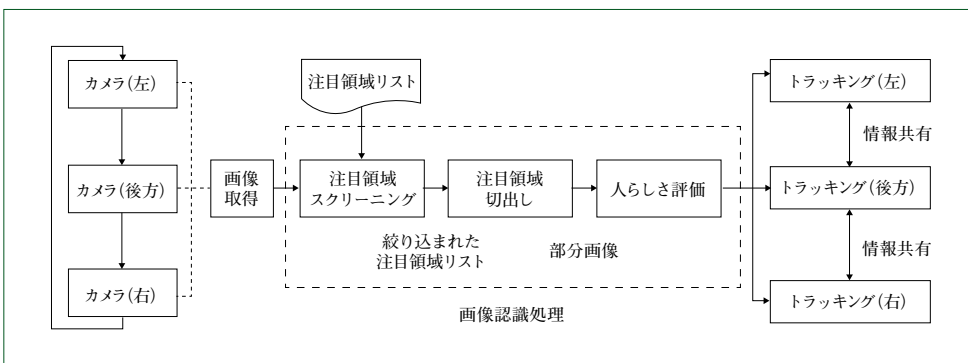 カメラ(左)
カメラ(後方)
カメラ(右)
画像
取得
注目領域リスト
注目領域
スクリーニング
注目領域
切出し
人らしさ評価
絞り込まれた
注目領域リスト
部分画像
画像認識処理
トラッキング(左)
情報共有
トラッキング(後方)
情報共有
トラッキング(右)